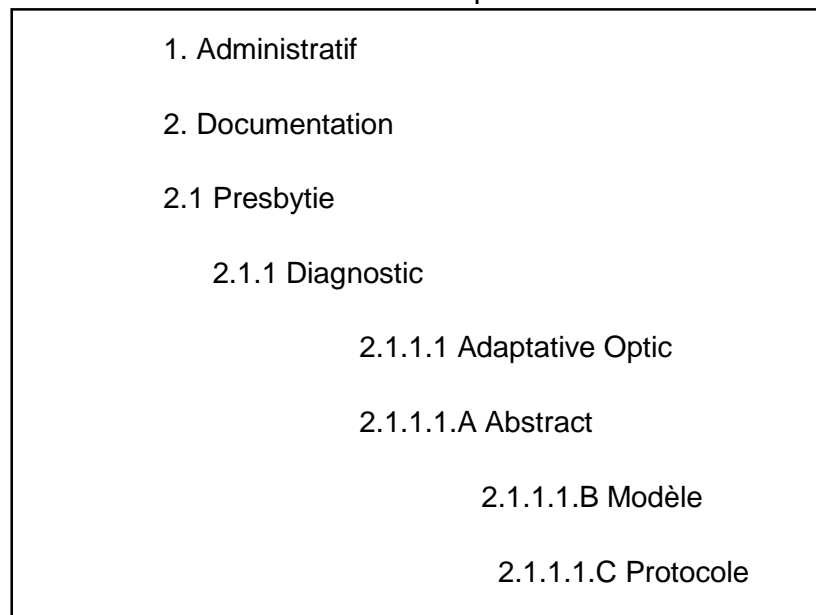 1. Administratif
2. Documentation
2.1 Presbytie
2.1.1 Diagnostic
2.1.1.1 Adaptative Optic
2.1.1.1.A Abstract
2.1.1.1.B Modèle
2.1.1.1.C Protocole